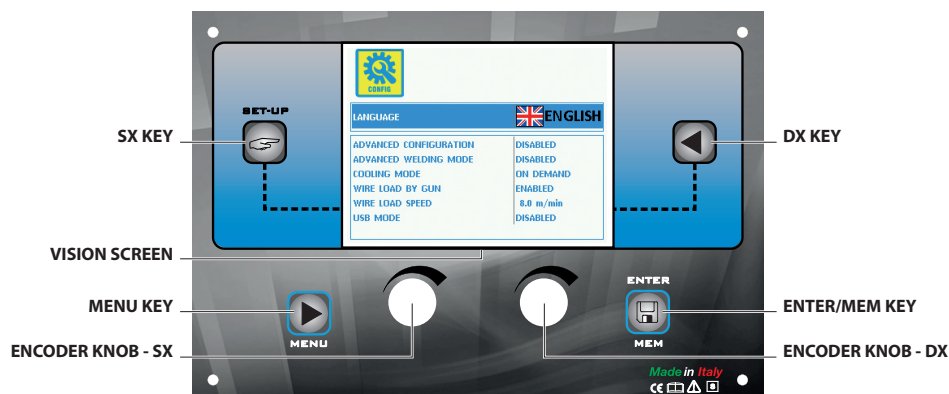 CONFIG
SET-UP
LANGUAGE ENGLISH
SX KEY
DX KEY
ADVANCED CONFIGURATION DISABLED
ADVANCED WELDING MODE DISABLED
COOLING MODE ON DEMAND
WIRE LOAD BY GUN ENABLED
WIRE LOAD SPEED 8.0 m/min
USB MODE DISABLED
VISION SCREEN
ENTER
MENU KEY
ENTER/MEM KEY
MENU
MEM
ENCODER KNOB - SX
ENCODER KNOB - DX
Made in Italy
CE